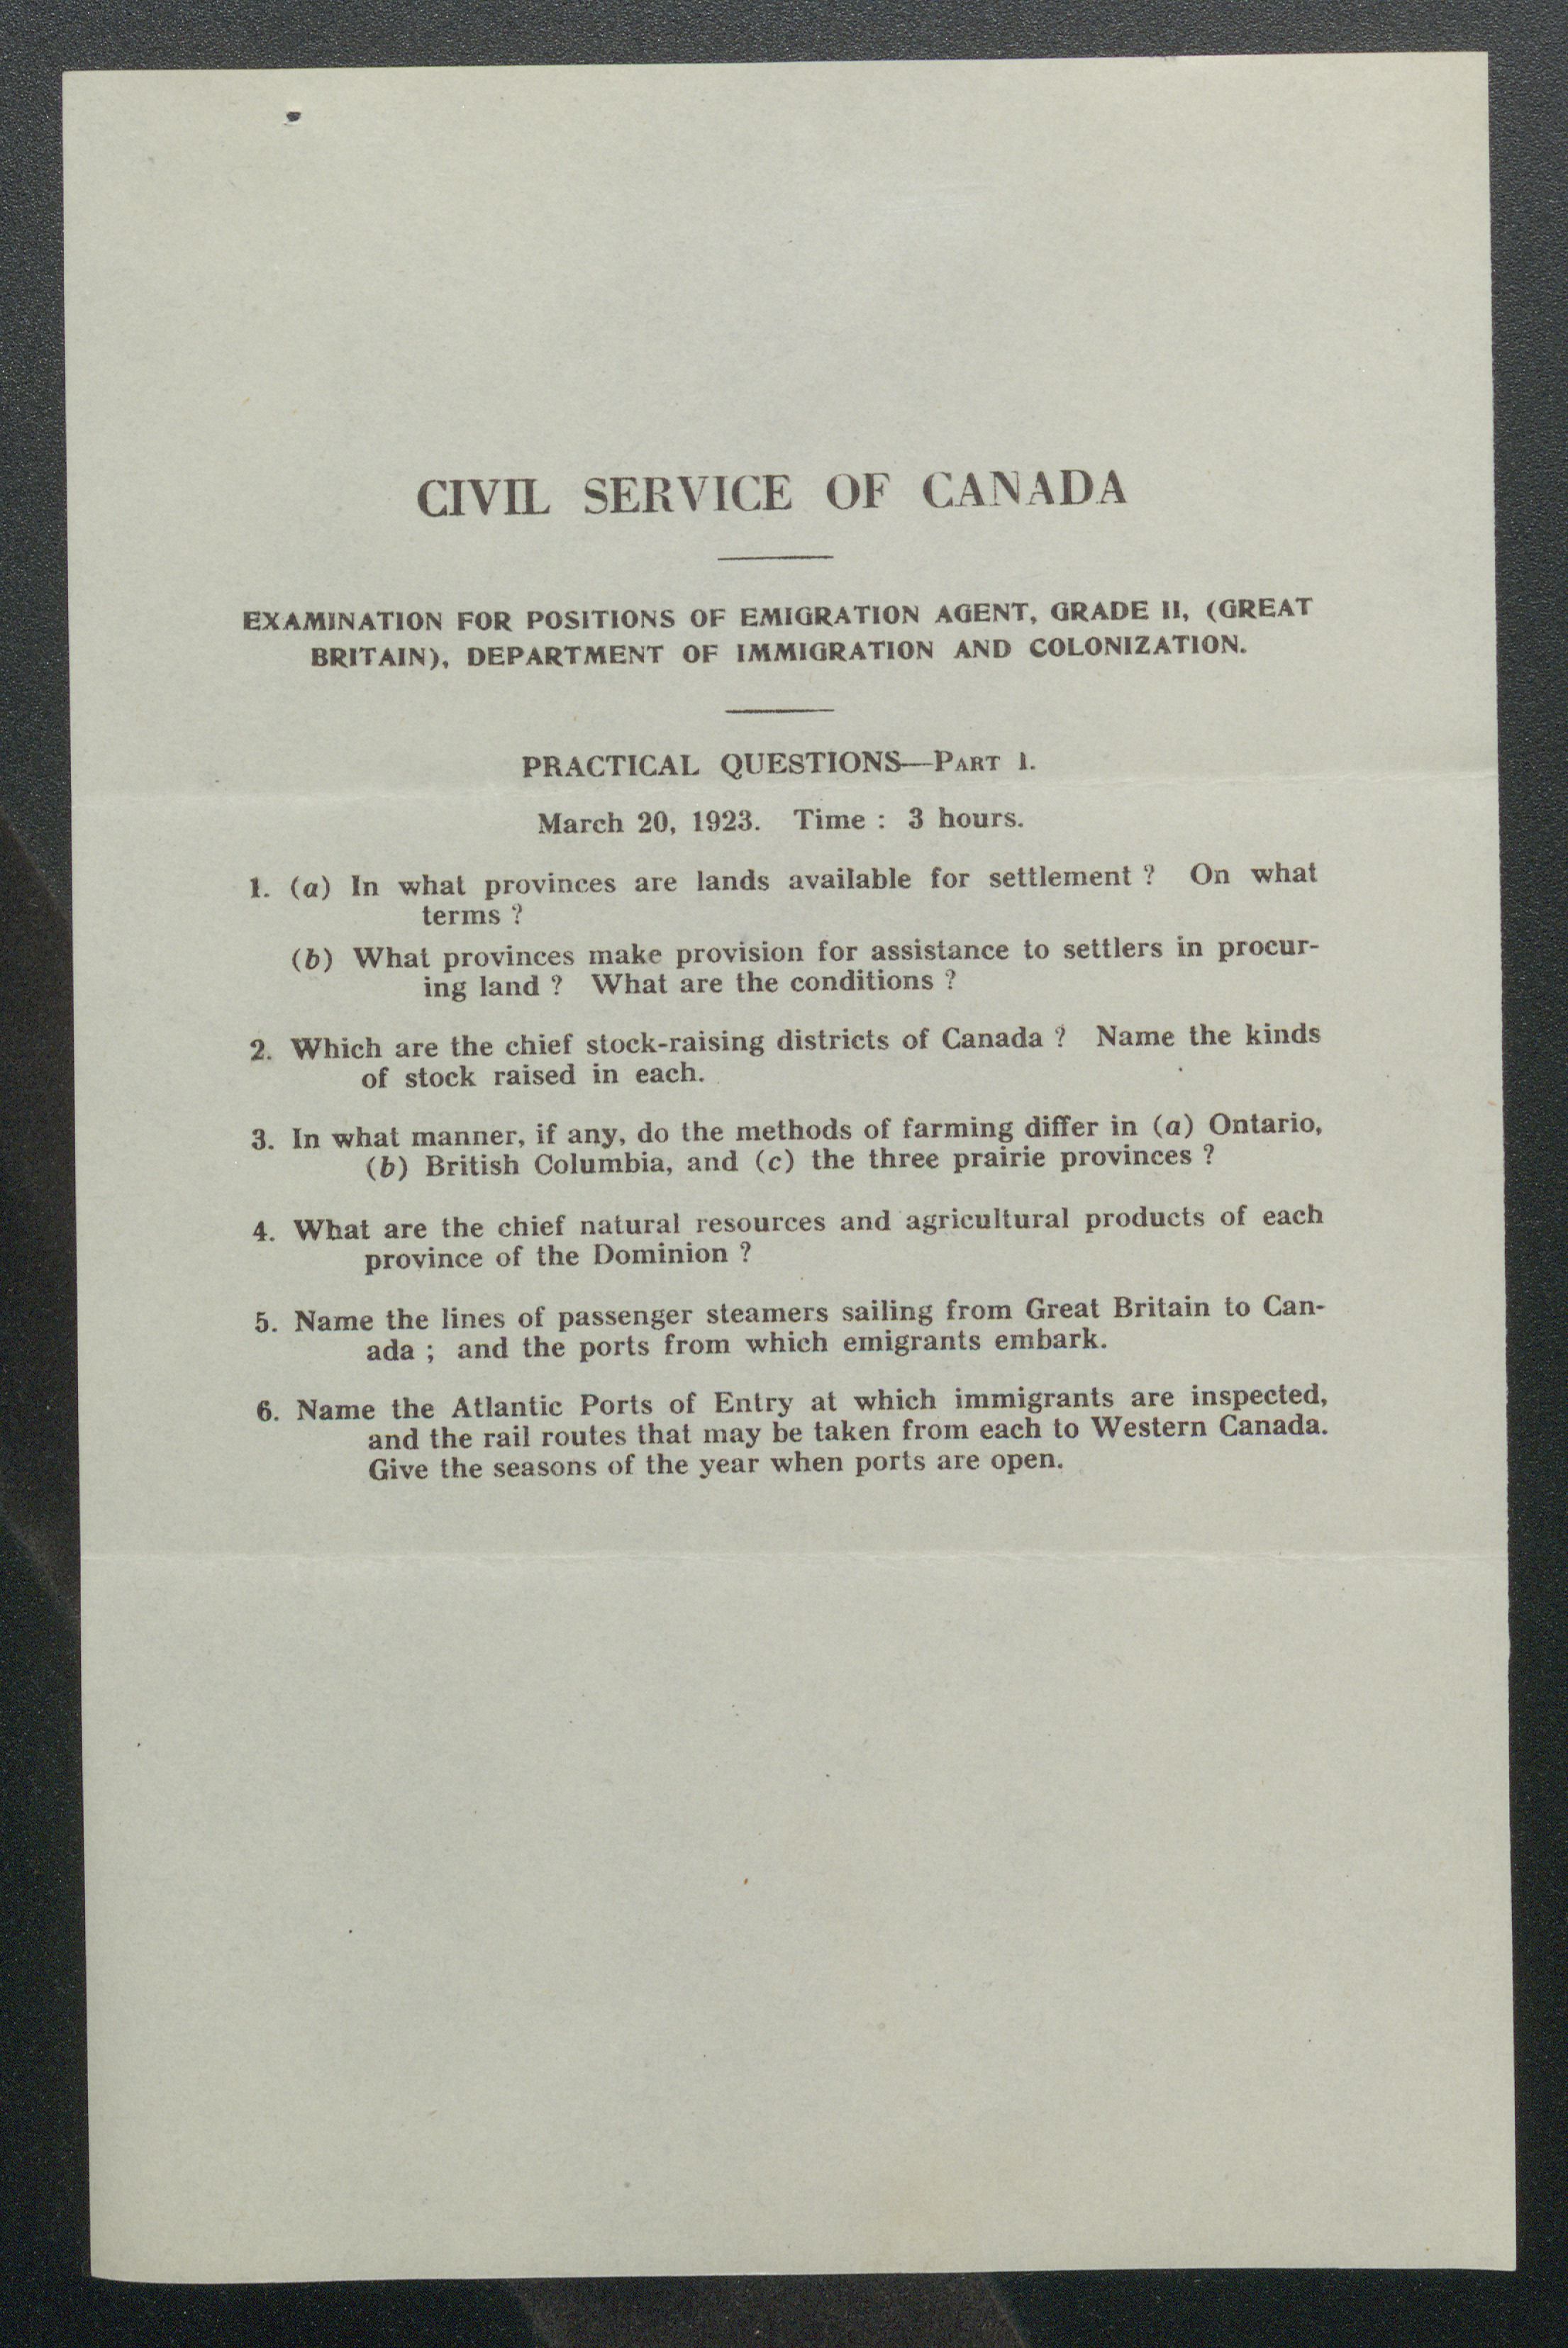 CIVIL SERVICE OF CANADA
EXAMINATION FOR POSITIONS OF EMIGRATION AGENT, GRADE II, (GREAT
BRITAIN), DEPARTMENT OF IMMIGRATION AND COLONIZATION.
PRACTICAL QUESTIONS—PART 1.
March 20, 1923. Time : 3 hours.
1. (a) In what provinces are lands available for settlement ? On what
terms ?
(b) What provinces make provision for assistance to settlers in procur-
ing land ? What are the conditions ?
2. Which are the chief stock-raising districts of Canada ? Name the kinds
of stock raised in each.
3. In what manner, if any, do the methods of farming differ in (a) Ontario,
(b) British Columbia, and (c) the three prairie provinces ?
4. What are the chief natural resources and agricultural products of each
province of the Dominion ?
5. Name the lines of passenger steamers sailing from Great Britain to Can-
ada ; and the ports from which emigrants embark.
6. Name the Atlantic Ports of Entry at which immigrants are inspected,
and the rail routes that may be taken from each to Western Canada.
Give the seasons of the year when ports are open.